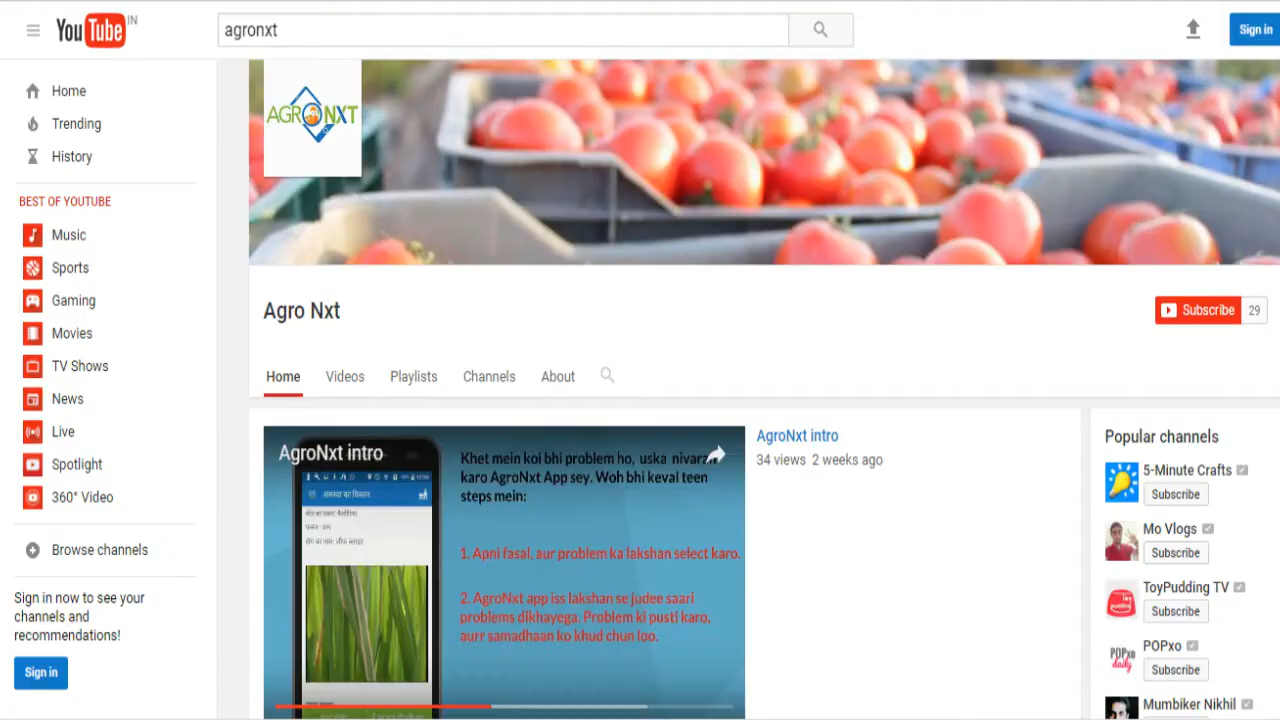 YouTube IN
agronxt
Sign in
Home
Trending
History
BEST OF YOUTUBE
Music
Sports
Gaming
Movies
TV Shows
News
Live
Spotlight
360° Video
Browse channels
Sign in now to see your
channels and
recommendations!
Sign in
AGRONXT
Agro Nxt
Subscribe 29
Home Videos Playlists Channels About
AgroNxt intro
समस्या का विस्तार
Khet mein koi bhi problem ho, uska nivaran
karo AgroNxt App sey. Woh bhi keval teen
steps mein:
1. Apni fasal, aur problem ka lakshan select karo.
2. AgroNxt app iss lakshan se judee saari
problems dikhayega. Problem ki pusti karo,
aurr samadhaan ko khud chun loo.
AgroNxt intro
34 views 2 weeks ago
Popular channels
5-Minute Crafts
Subscribe
Mo Vlogs
Subscribe
ToyPudding TV
Subscribe
POPxo
daily
POPxo
Subscribe
Mumbiker Nikhil